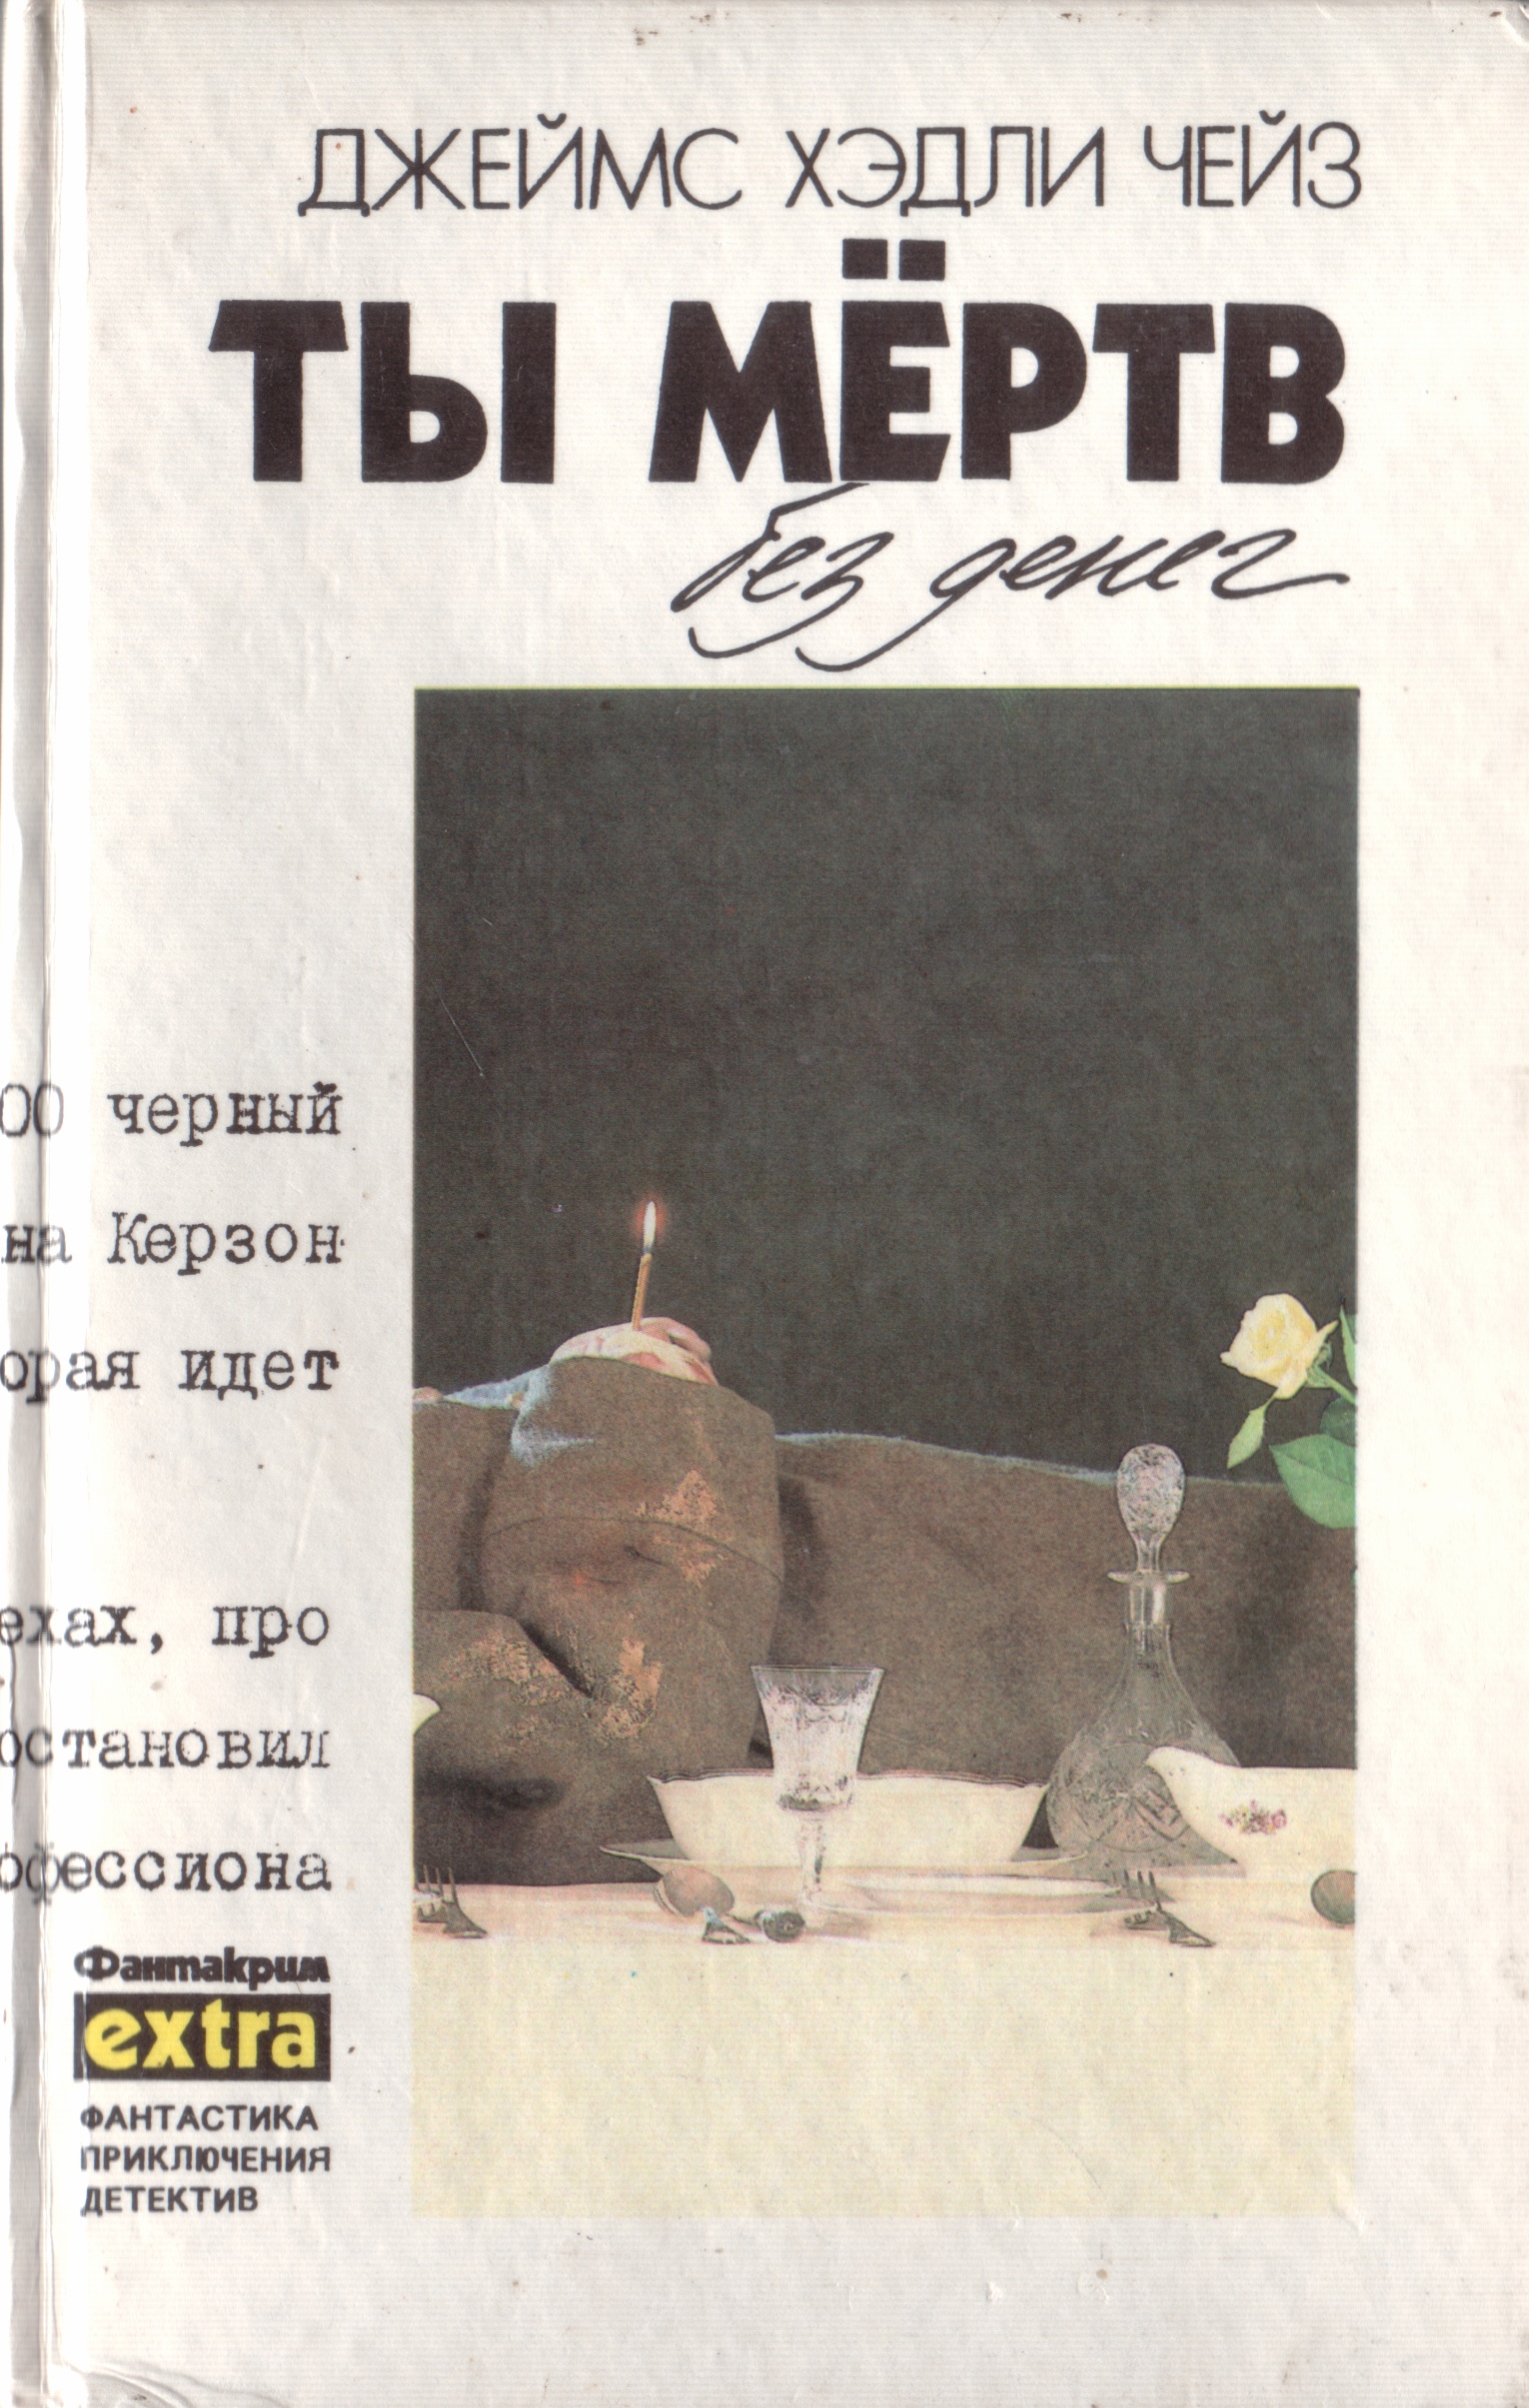 ДЖЕЙМС ХЭДЛИ ЧЕЙЗ
ТЫ МЁРТВ
без денег
00 черный
на Керзон
орая идет
ехах, про
остановил
офессиона
Фантакрим
extra
ФАНТАСТИКА
ПРИКЛЮЧЕНИЯ
ДЕТЕКТИВ